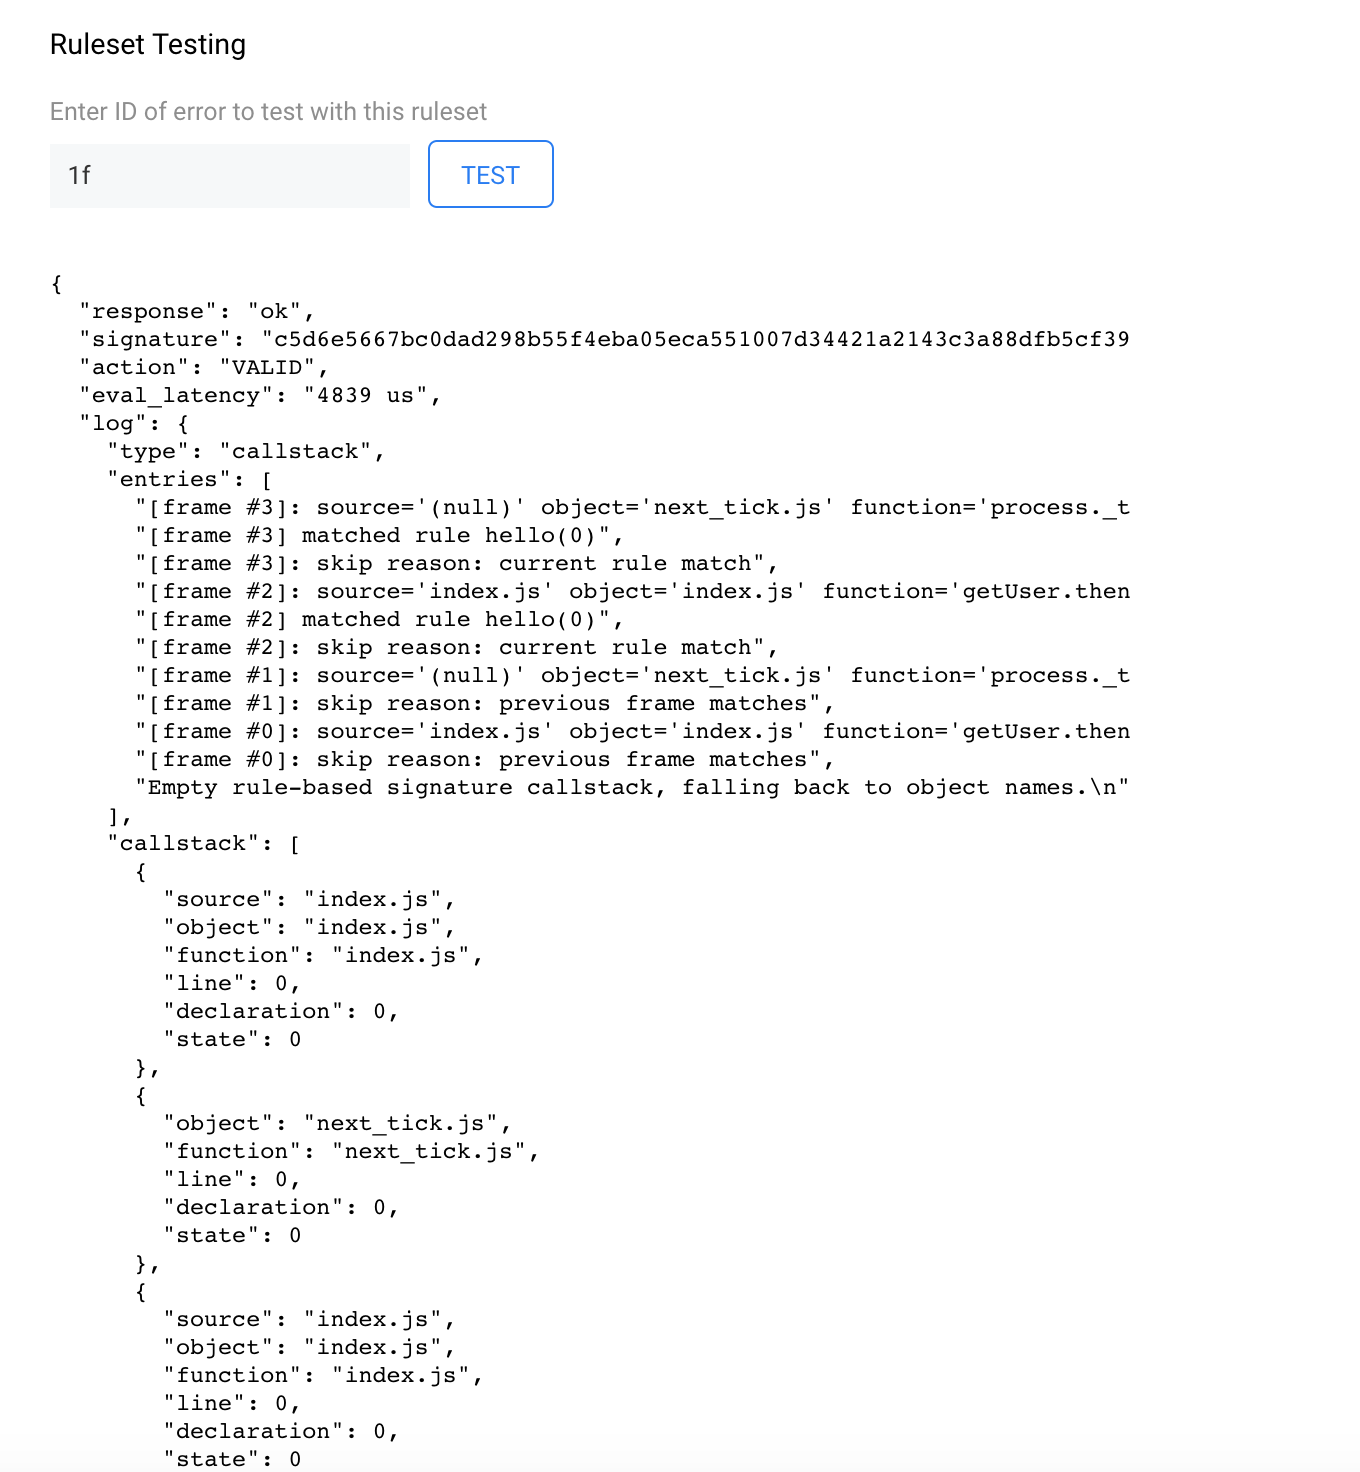 Ruleset Testing
Enter ID of error to test with this ruleset
1f
TEST
{
"response": "ok",
"signature": "c5d6e5667bc0dad298b55f4eba05eca551007d34421a2143c3a88dfb5cf39
"action": "VALID",
"eval_latency": "4839 us",
"log": {
"type": "callstack",
"entries": [
"[frame #3]: source='(null)' object='next_tick.js' function='process._t
"[frame #3] matched rule hello(0)",
"[frame #3]: skip reason: current rule match",
"[frame #2]: source='index.js' object='index.js' function='getUser.then
"[frame #2] matched rule hello(0)",
"[frame #2]: skip reason: current rule match",
"[frame #1]: source='(null)' object='next_tick.js' function='process._t
"[frame #1]: skip reason: previous frame matches",
"[frame #0]: source='index.js' object='index.js' function='getUser.then
"[frame #0]: skip reason: previous frame matches",
"Empty rule-based signature callstack, falling back to object names.\n"
],
"callstack": [
{
"source": "index.js",
"object": "index.js",
"function": "index.js",
"line": 0,
"declaration": 0,
"state": 0
},
{
"object": "next_tick.js",
"function": "next_tick.js",
"line": 0,
"declaration": 0,
"state": 0
},
{
"source": "index.js",
"object": "index.js",
"function": "index.js",
"line": 0,
"declaration": 0,
"state": 0